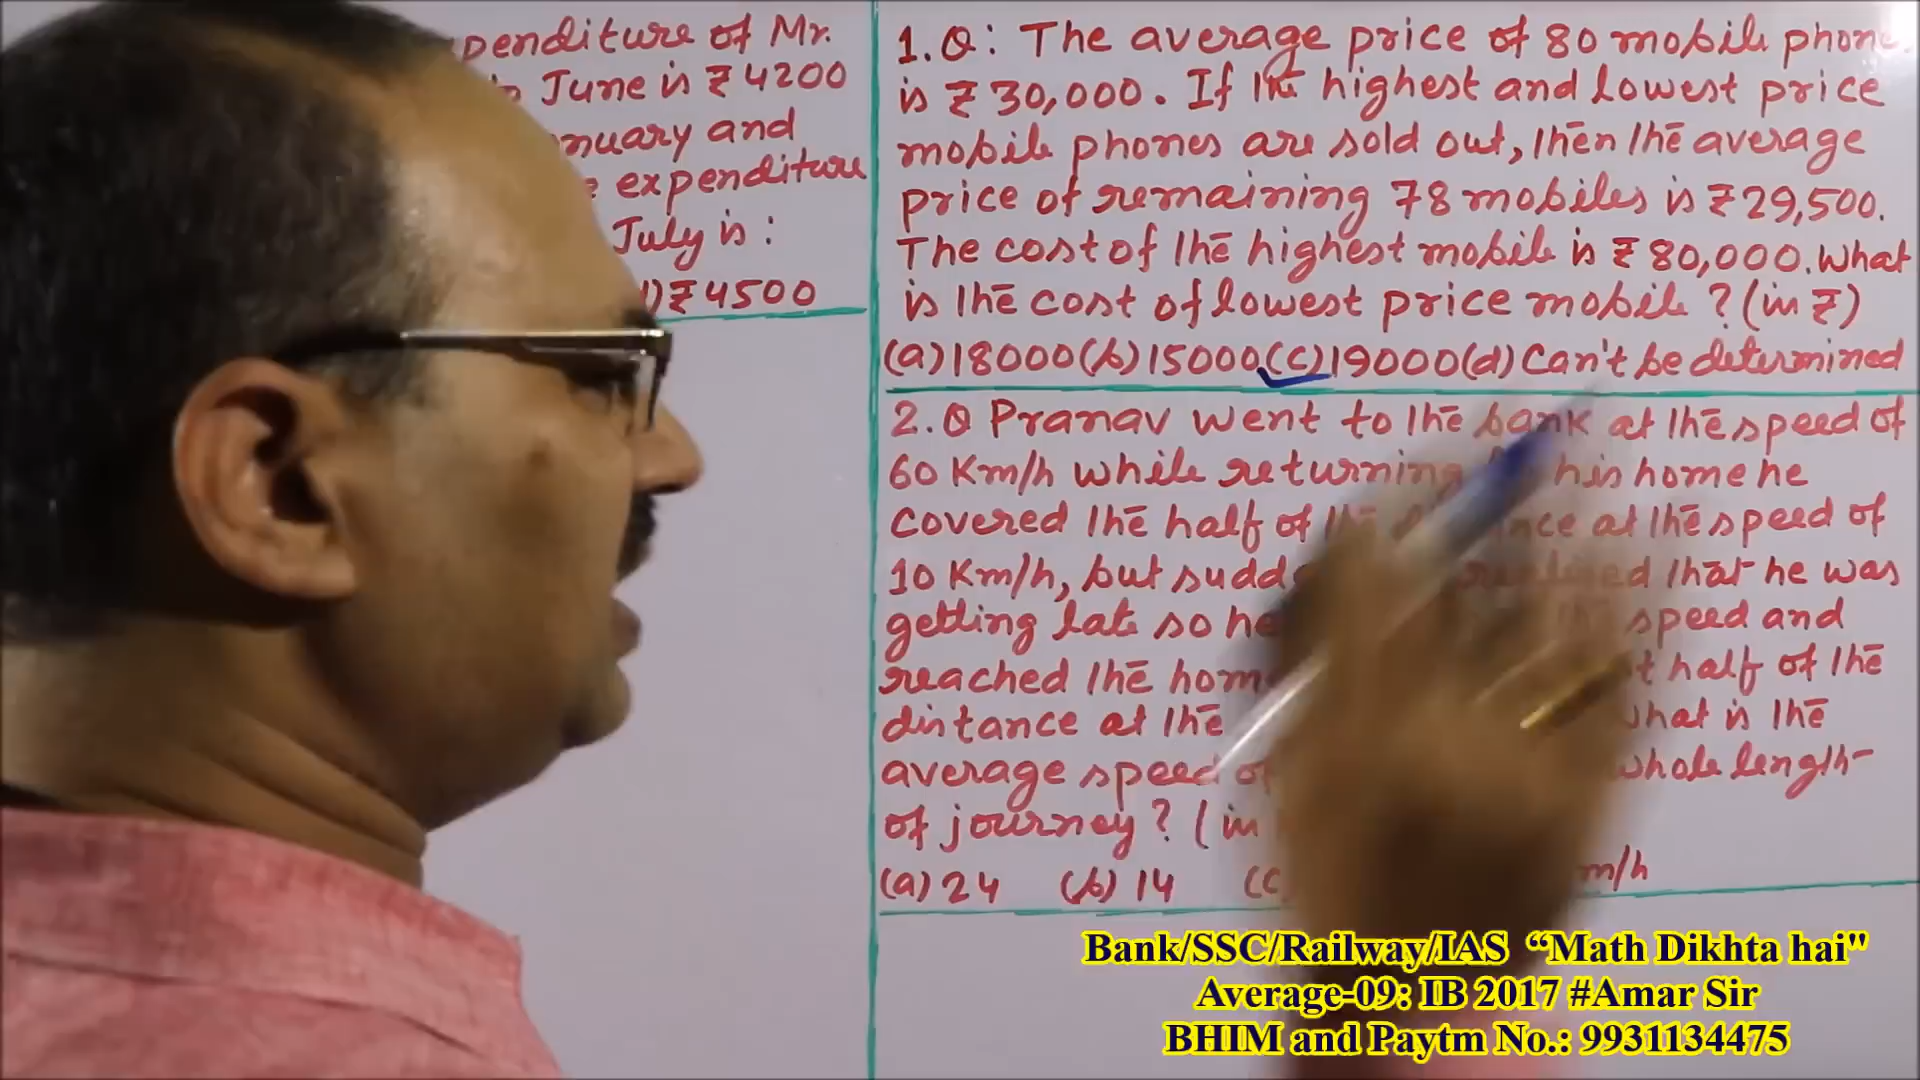 penditure of Mr.
June is ₹ 4200
nuary and
expenditure
July is :
₹ 4500
1. Q: The average price of 80 mobile phone
is ₹ 30,000. If the highest and lowest price
mobile phones are sold out, then the average
price of remaining 78 mobiles is ₹ 29,500.
The cost of the highest mobile is ₹ 80,000. What
is the cost of lowest price mobile ? (in ₹)
(a) 18000 (b) 15000 (c) 19000 (d) Can't be determined
2. Q Pranav went to the bank at the speed of
60 Km/h while returning his home he
covered the half of at the speed of
10 Km/h, but that he was
getting late so he speed and
reached the half of the
distance at the What is the
average speed of whole length
of journey ? (in
(a) 24 (b) 14 (c m/h
Bank/SSC/Railway/IAS “Math Dikhta hai"
Average-09: IB 2017 #Amar Sir
BHIM and Paytm No.: 9931134475